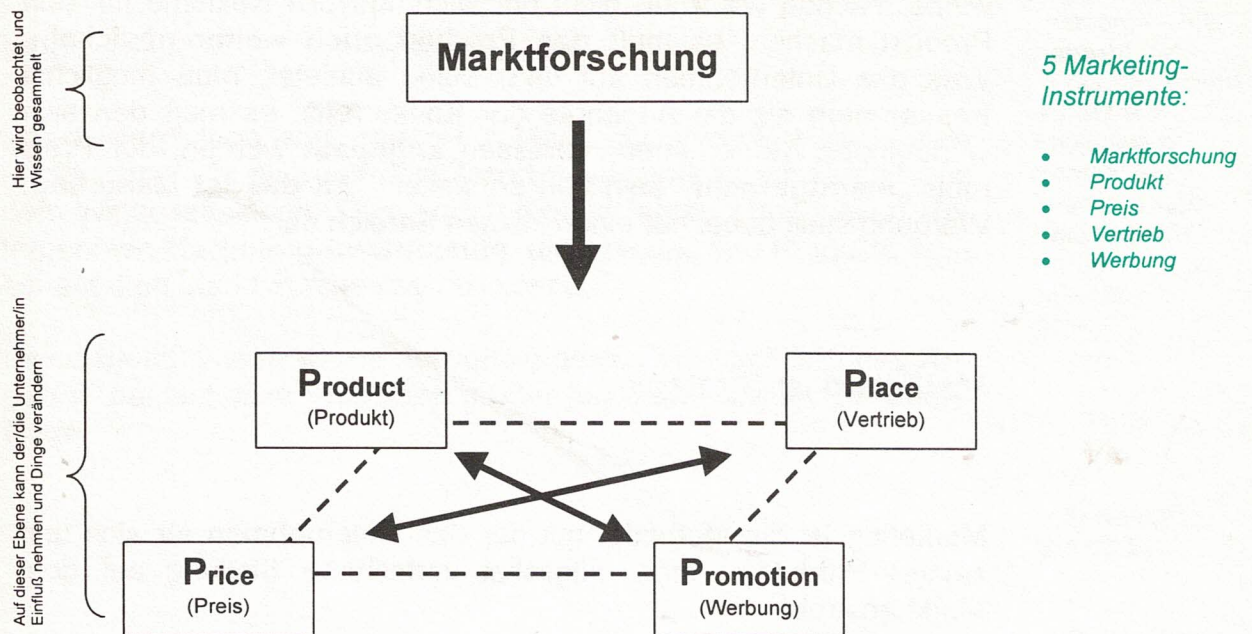 Hier wird beobachtet und
Wissen gesammelt
Marktforschung
5 Marketing-
Instrumente:
• Marktforschung
• Produkt
• Preis
• Vertrieb
• Werbung
Auf dieser Ebene kann der/die Unternehmer/in
Einfluß nehmen und Dinge verändern
Product
(Produkt)
Place
(Vertrieb)
Price
(Preis)
Promotion
(Werbung)